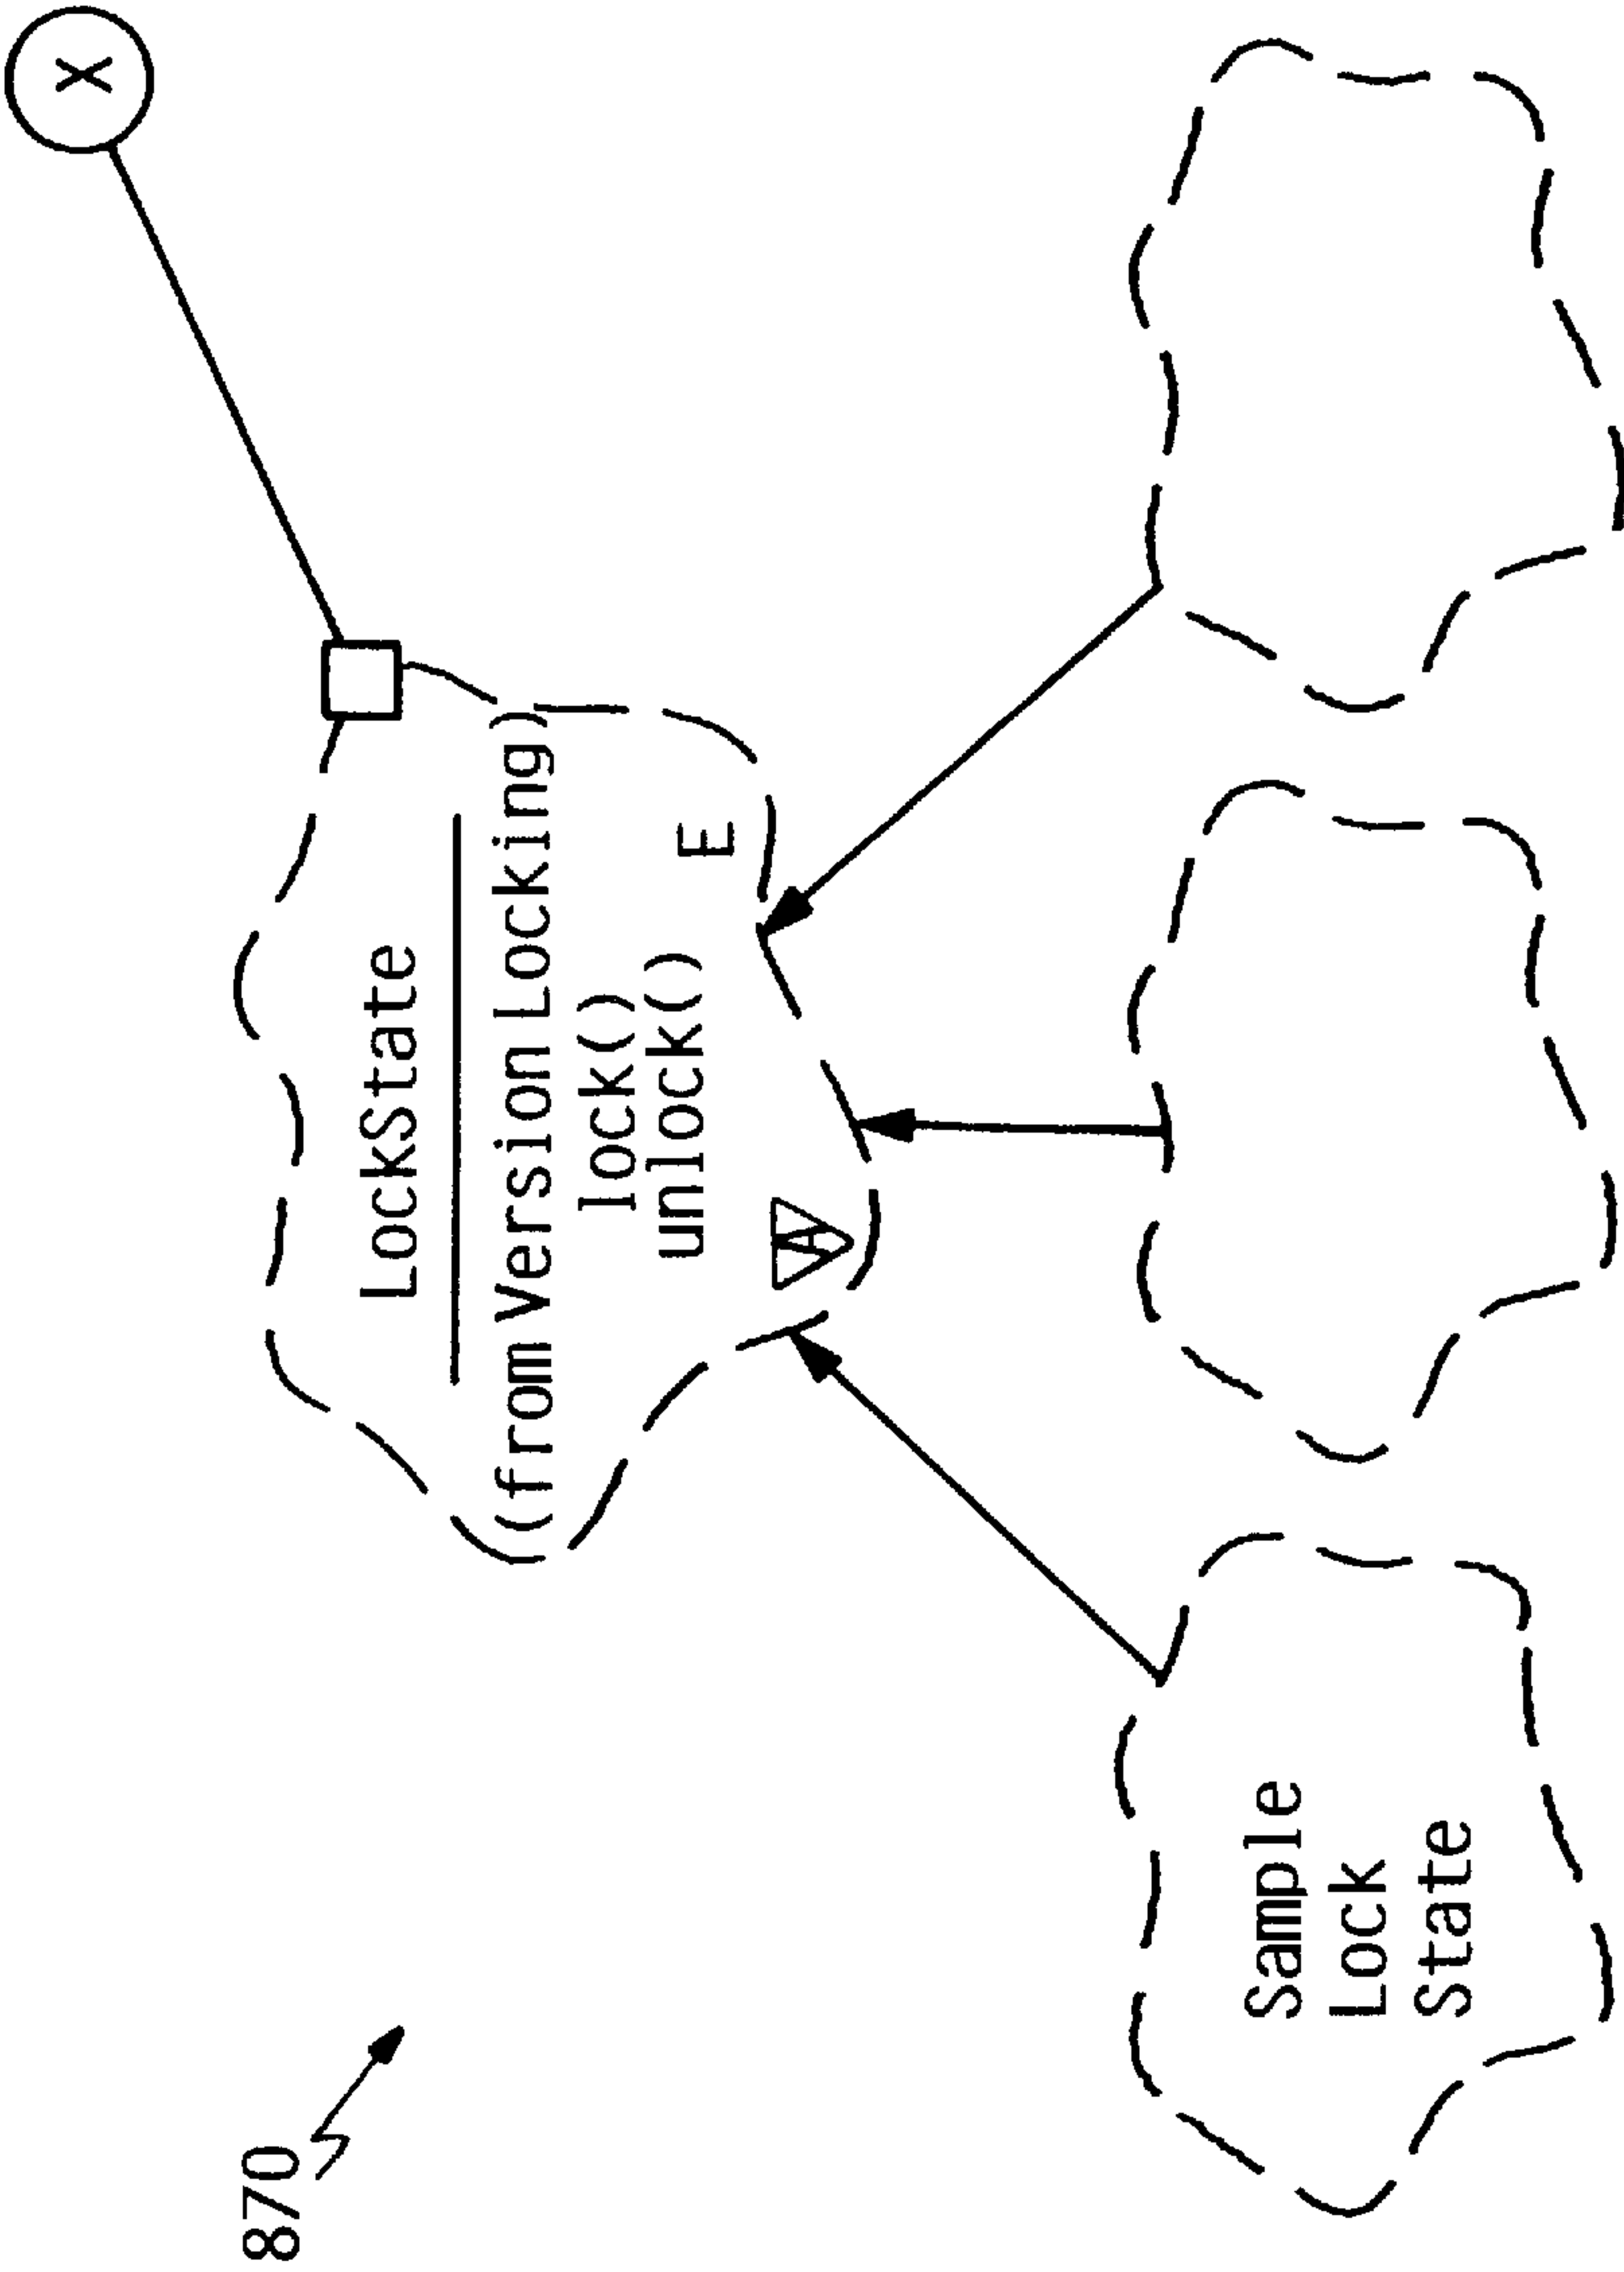 870
X
LockState
(from Version Locking)
lock()
unlock()
E
A
Sample
Lock
State